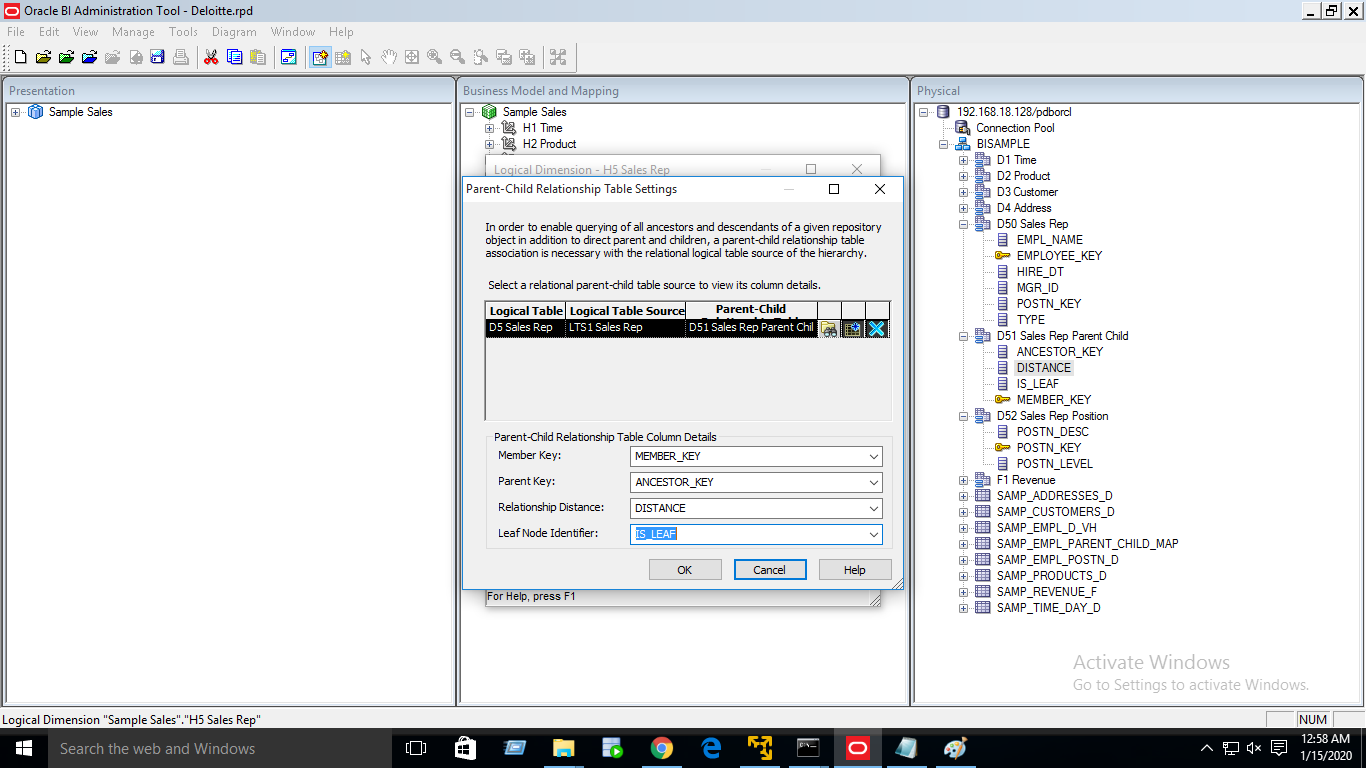 Oracle BI Administration Tool - Deloitte.rpd
File Edit View Manage Tools Diagram Window Help
Presentation
Sample Sales
Business Model and Mapping
Sample Sales
H1 Time
H2 Product
Logical Dimension - H5 Sales Rep
Parent-Child Relationship Table Settings
In order to enable querying of all ancestors and descendants of a given repository
object in addition to direct parent and children, a parent-child relationship table
association is necessary with the relational logical table source of the hierarchy.
Select a relational parent-child table source to view its column details.
Logical Table Logical Table Source Parent-Child
D5 Sales Rep LTS1 Sales Rep D51 Sales Rep Parent Chil
Parent-Child Relationship Table Column Details
Member Key: MEMBER_KEY
Parent Key: ANCESTOR_KEY
Relationship Distance: DISTANCE
Leaf Node Identifier: IS_LEAF
OK Cancel Help
For Help, press F1
Physical
192.168.18.128/pdborcl
Connection Pool
BISAMPLE
D1 Time
D2 Product
D3 Customer
D4 Address
D50 Sales Rep
EMPL_NAME
EMPLOYEE_KEY
HIRE_DT
MGR_ID
POSTN_KEY
TYPE
D51 Sales Rep Parent Child
ANCESTOR_KEY
DISTANCE
IS_LEAF
MEMBER_KEY
D52 Sales Rep Position
POSTN_DESC
POSTN_KEY
POSTN_LEVEL
F1 Revenue
SAMP_ADDRESSES_D
SAMP_CUSTOMERS_D
SAMP_EMPL_D_VH
SAMP_EMPL_PARENT_CHILD_MAP
SAMP_EMPL_POSTN_D
SAMP_PRODUCTS_D
SAMP_REVENUE_F
SAMP_TIME_DAY_D
Activate Windows
Go to Settings to activate Windows.
Logical Dimension "Sample Sales"."H5 Sales Rep"
NUM
Search the web and Windows
12:58 AM
1/15/2020